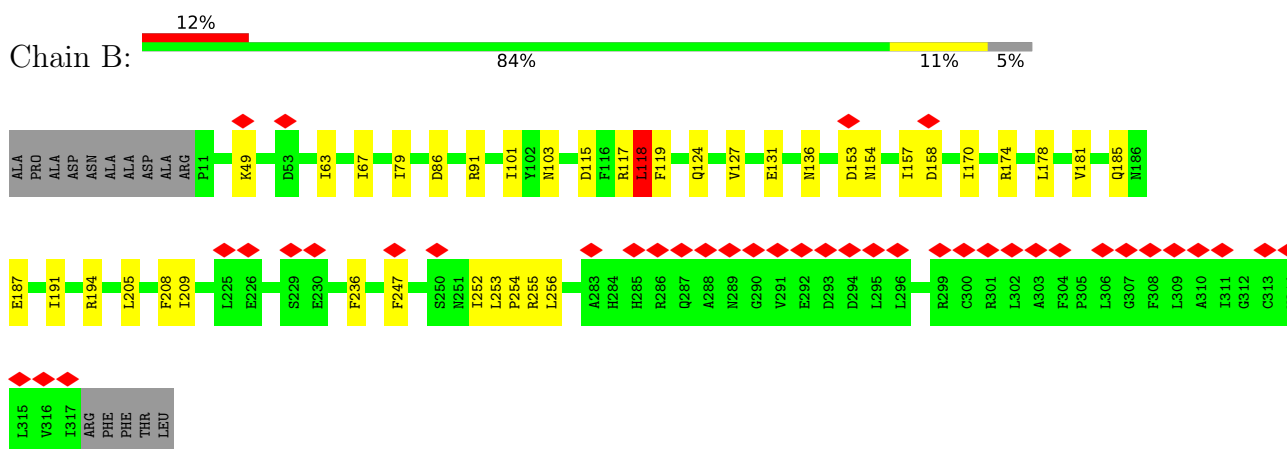 12%
Chain B:
84% 11% 5%
ALA PRO ALA ASP ASN ALA ALA ASP ALA ARG P11 K49 D53 I63 I67 I79 D86 R91 I101 Y102 N103 D115 F116 R117 L118 F119 Q124 V127 E131 N136 D153 N154 I157 D158 I170 R174 L178 V181 Q185 N186
E187 I191 R194 L205 F208 I209 L225 E226 S229 E230 F236 F247 S250 N251 I252 L253 P254 R255 L256 A283 H284 H285 R286 Q287 A288 N289 G290 V291 E292 D293 D294 L295 L296 R299 C300 R301 L302 A303 F304 P305 L306 G307 F308 L309 A310 I311 G312 C313
L315 V316 I317 ARG PHE PHE THR LEU